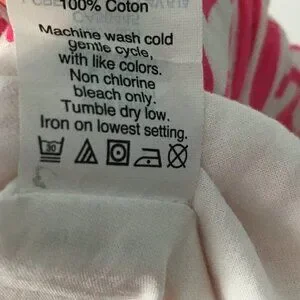 100% Coton
Machine wash cold
gentle cycle,
with like colors.
Non chlorine
bleach only.
Tumble dry low.
Iron on lowest setting.
30